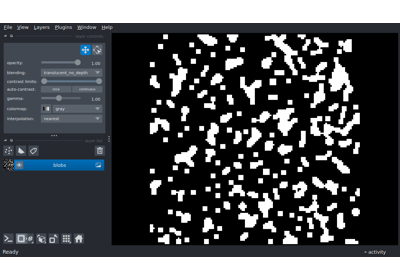 File View Layers Plugins Window Help
opacity: 1.00
blending: translucent_no_depth
contrast limits:
auto-contrast: once continuous
gamma: 1.00
colormap: gray
interpolation: nearest
blobs
Ready activity